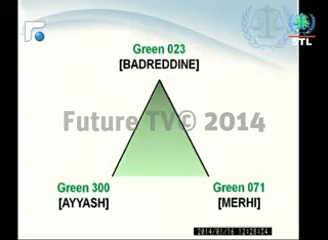 STL
Green 023
[BADREDDINE]
Future TV© 2014
Green 300
[AYYASH]
Green 071
[MERHI]